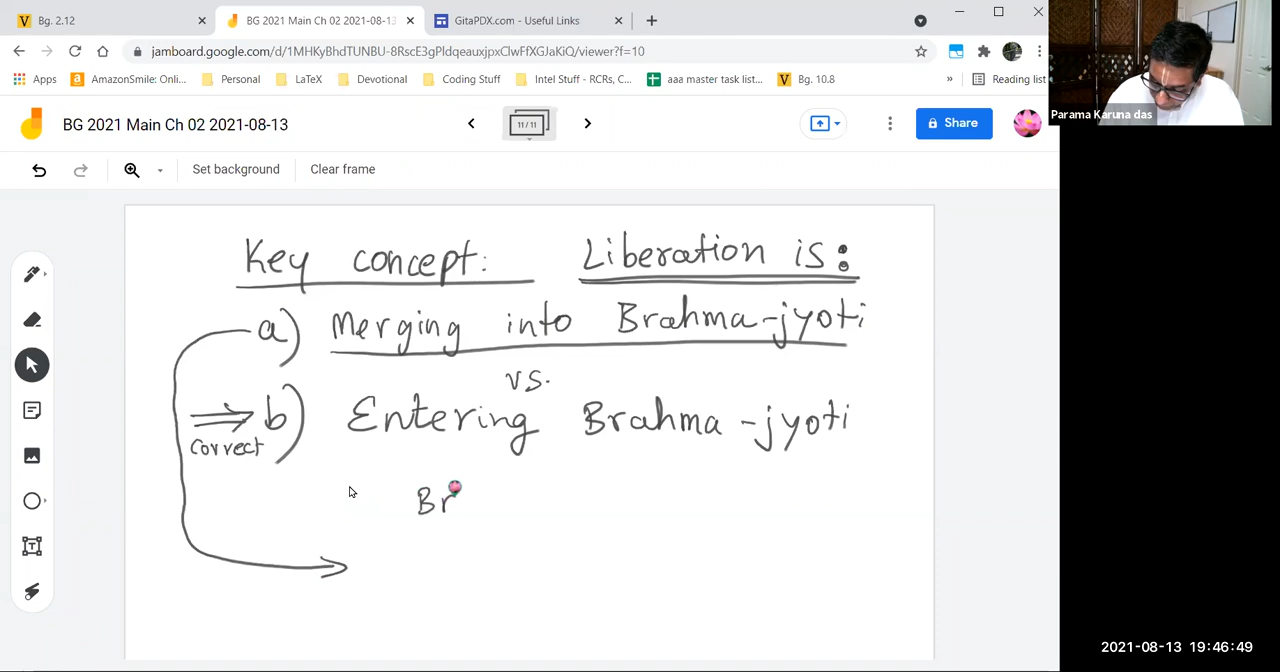 Bg. 2.12
BG 2021 Main Ch 02 2021-08-13
GitaPDX.com - Useful Links
jamboard.google.com/d/1MHKyBhdTUNBU-8RscE3gPldqeauxjpxClwFfXGJaKiQ/viewer?f=10
Apps AmazonSmile: Onli... Personal LaTeX Devotional Coding Stuff Intel Stuff - RCRs, C... aaa master task list... Bg. 10.8 » Reading list
Parama Karuna das
BG 2021 Main Ch 02 2021-08-13
11/11
Share
Set background Clear frame
Key concept: Liberation is:
a) Merging into Brahma-jyoti
vs.
⇒ b) Entering Brahma-jyoti
Correct
Br
2021-08-13 19:46:49